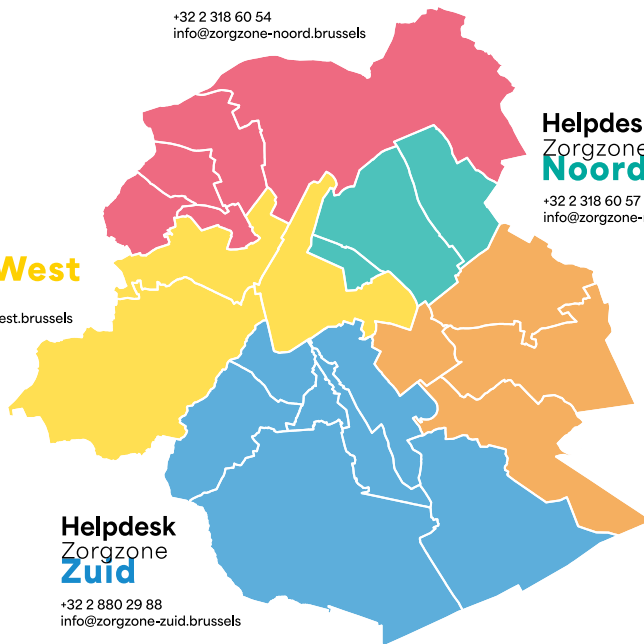 +32 2 318 60 54
info@zorgzone-noord.brussels
Helpdes
Zorgzone
Noord
+32 2 318 60 57
info@zorgzone-
West
est.brussels
Helpdesk
Zorgzone
Zuid
+32 2 880 29 88
info@zorgzone-zuid.brussels